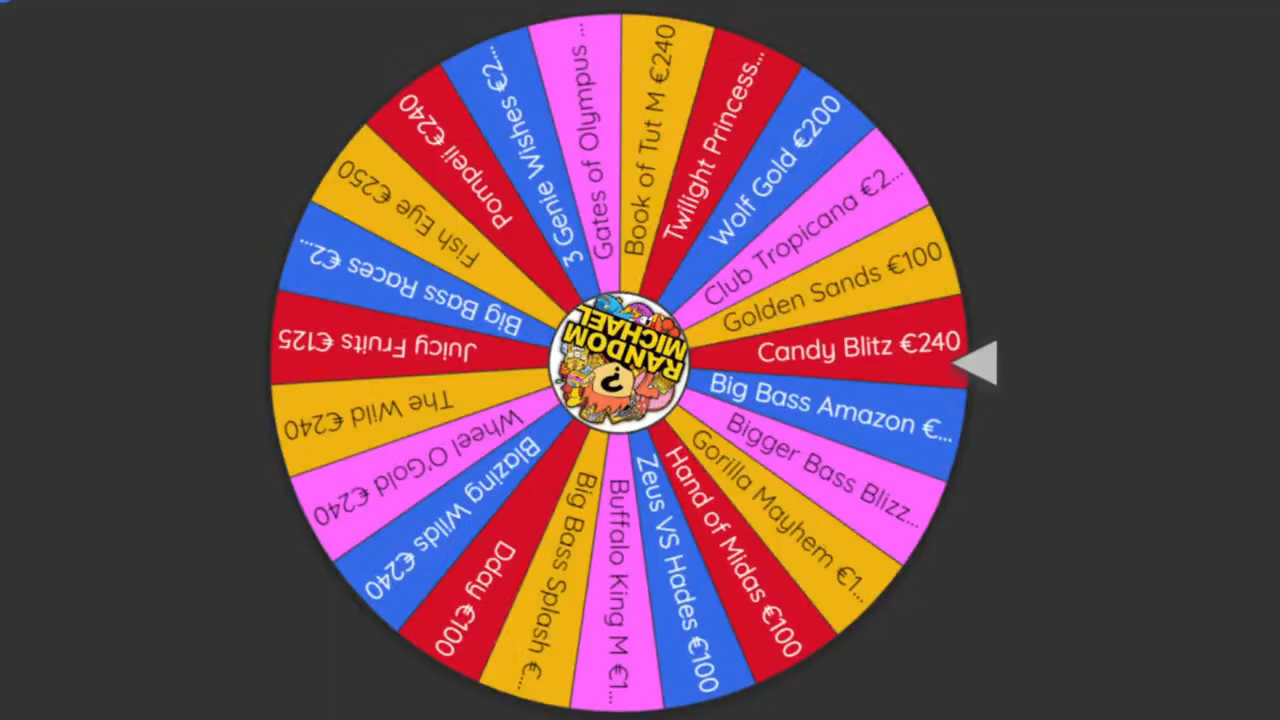 Gates of Olympus ...
Book of Tut M €240
Twilight Princess...
Wolf Gold €200
Club Tropicana €2...
Golden Sands €100
Candy Blitz €240
Big Bass Amazon €...
Bigger Bass Blizz...
Gorilla Mayhem €1...
Hand of Midas €100
Zeus VS Hades €100
Buffalo King M €1...
Big Bass Splash €...
Dday €100
Blazing Wilds €240
Wheel O'Gold €240
The Wild €240
Juicy Fruits €125
Big Bass Races €2...
Fish Eye €250
Pompeii €240
3 Genie Wishes €2...
RANDOM
MICHAEL